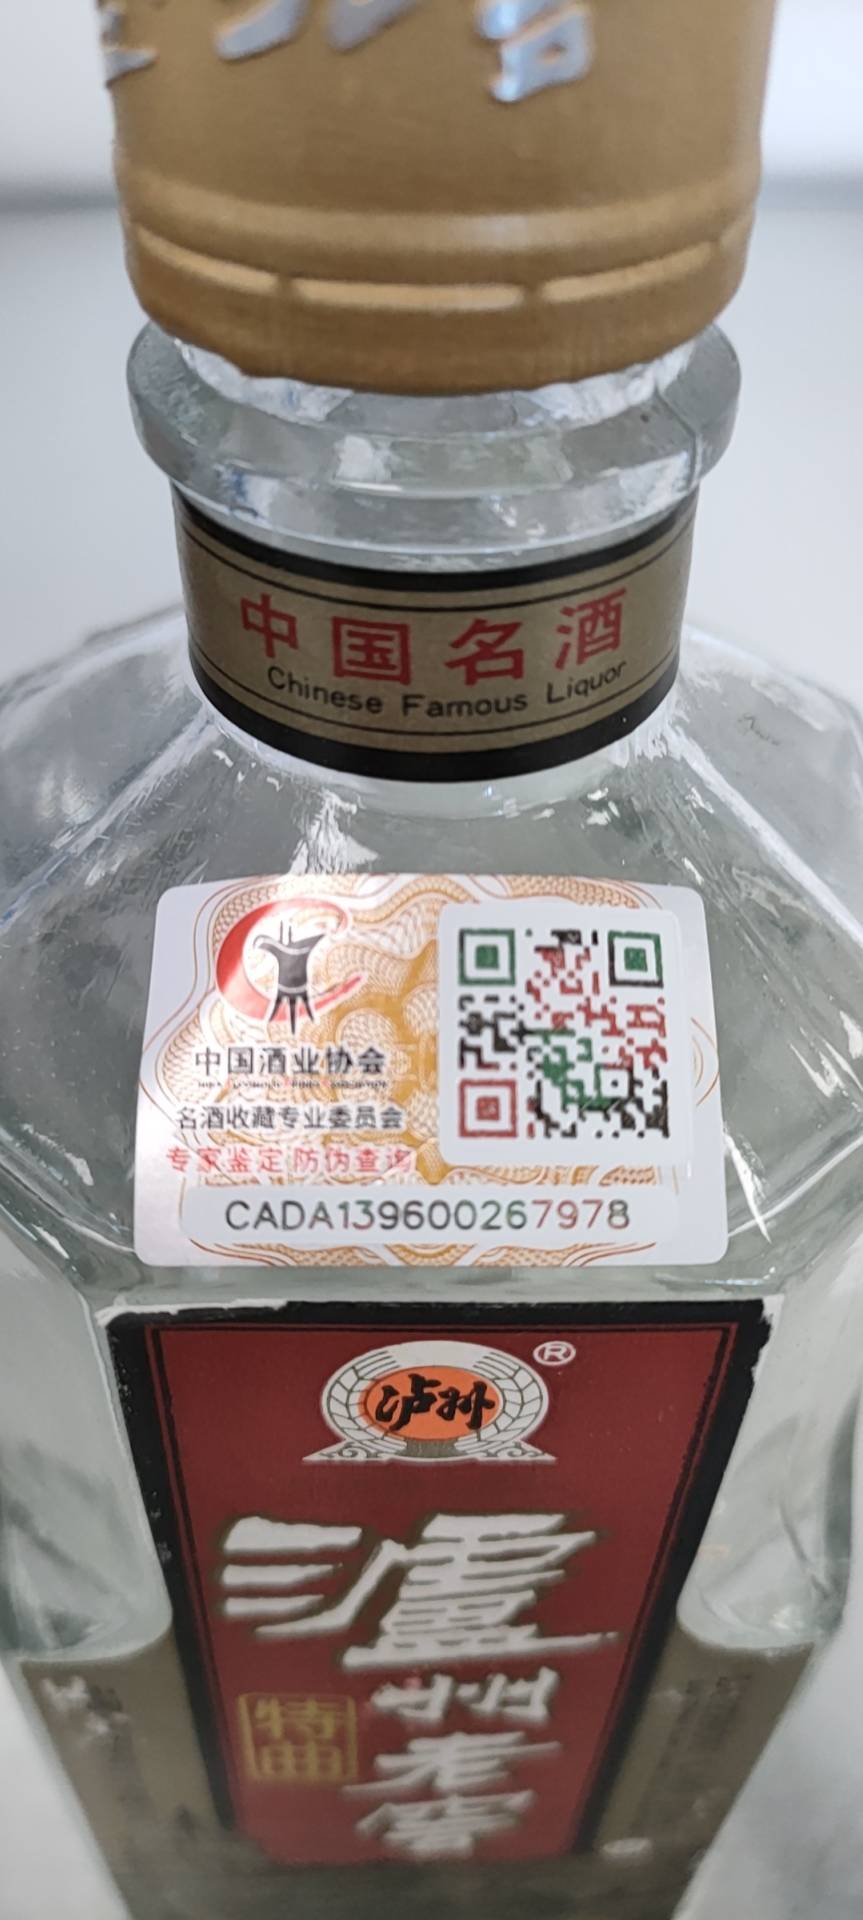 中国名酒
Chinese Famous Liquor
中国酒业协会
名酒收藏专业委员会
专家鉴定 防伪查询
CADA139600267978
泸州
®
瀘州老窖
特曲